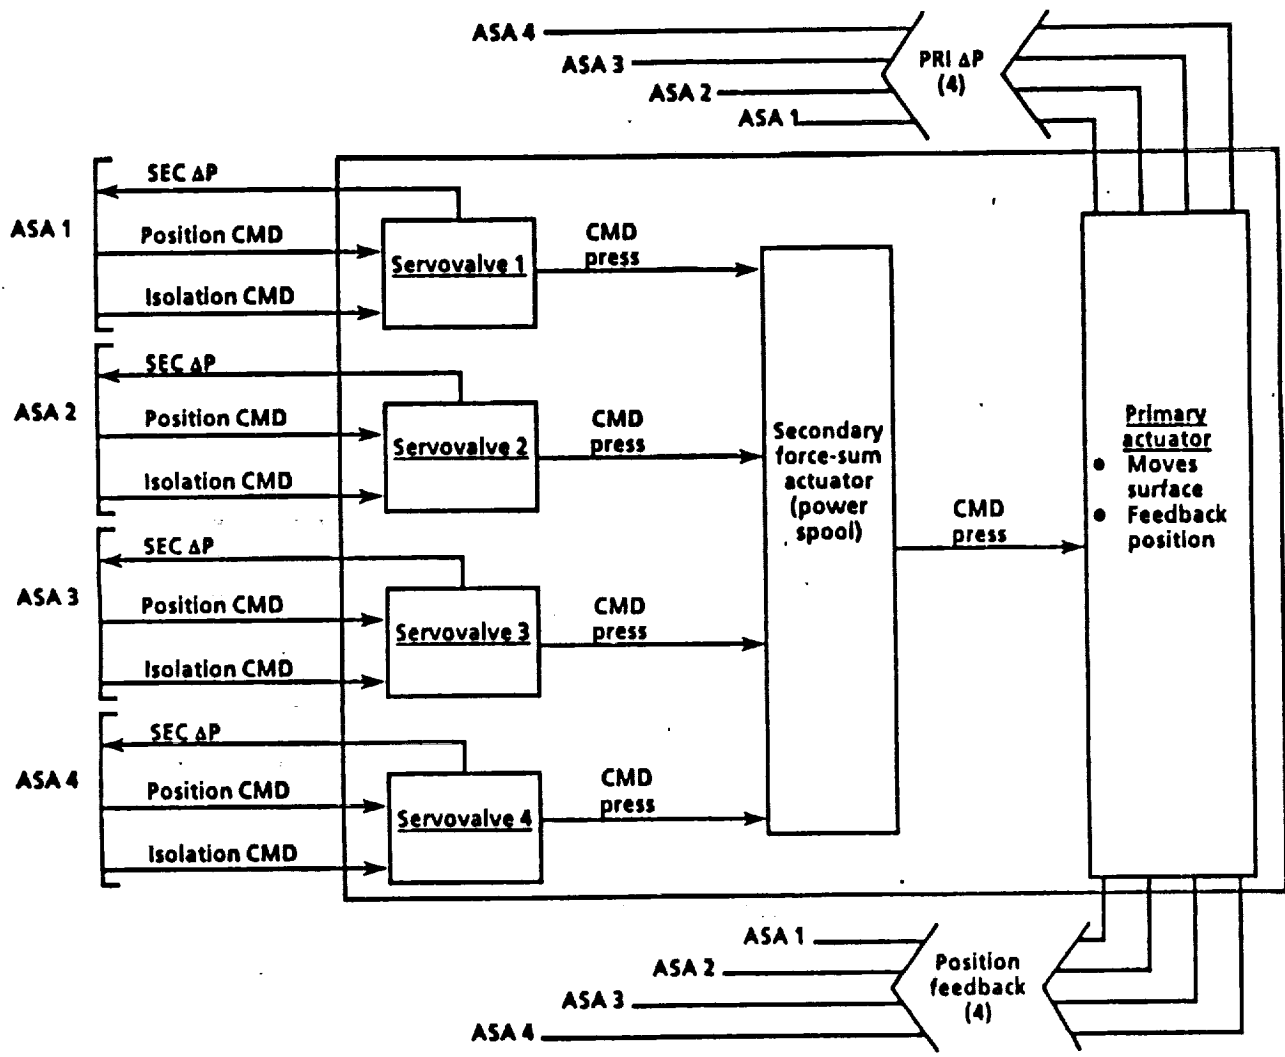 ASA 4
ASA 3
ASA 2
ASA 1
PRI ΔP
(4)
ASA 1
SEC ΔP
Position CMD
Isolation CMD
Servovalve 1
CMD
press
ASA 2
SEC ΔP
Position CMD
Isolation CMD
Servovalve 2
CMD
press
ASA 3
SEC ΔP
Position CMD
Isolation CMD
Servovalve 3
CMD
press
ASA 4
SEC ΔP
Position CMD
Isolation CMD
Servovalve 4
CMD
press
Secondary
force-sum
actuator
(power
spool)
CMD
press
Primary
actuator
● Moves
surface
● Feedback
position
ASA 1
ASA 2
ASA 3
ASA 4
Position
feedback
(4)